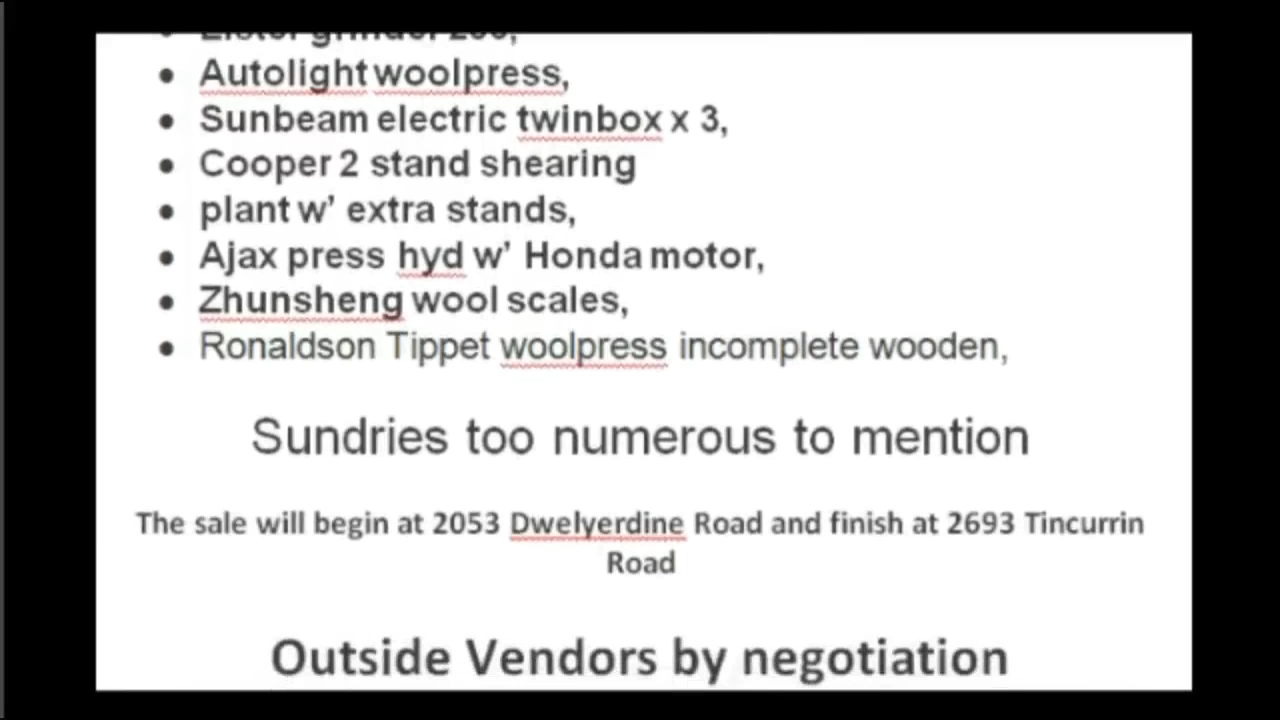 Autolight woolpress,
Sunbeam electric twinbox x 3,
Cooper 2 stand shearing
plant w’ extra stands,
Ajax press hyd w’ Honda motor,
Zhunsheng wool scales,
Ronaldson Tippet woolpress incomplete wooden,
Sundries too numerous to mention
The sale will begin at 2053 Dwelyerdine Road and finish at 2693 Tincurrin
Road
Outside Vendors by negotiation